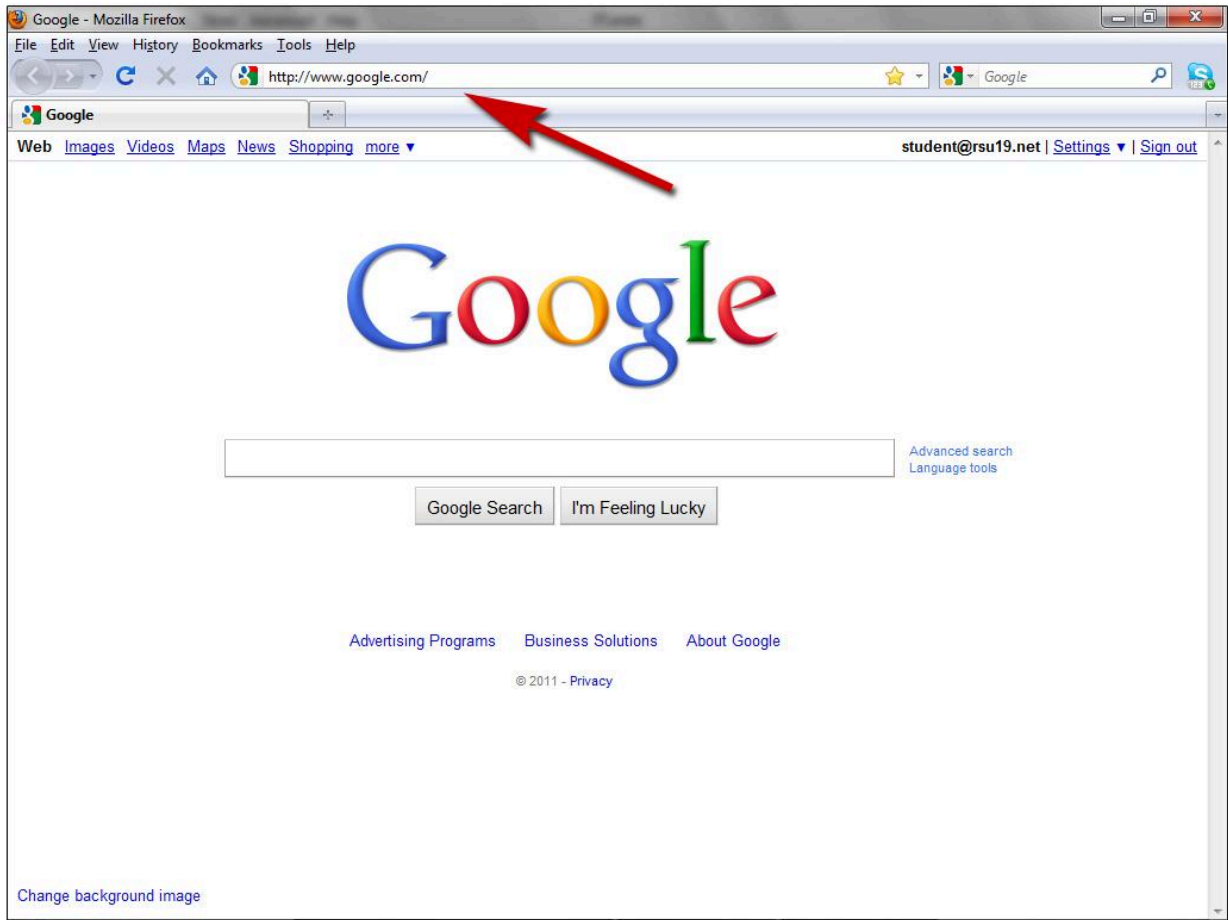 Google - Mozilla Firefox
File Edit View History Bookmarks Tools Help
http://www.google.com/ Google
Google
Web Images Videos Maps News Shopping more ▼ student@rsu19.net | Settings ▼ | Sign out
Google
Advanced search
Language tools
Google Search I'm Feeling Lucky
Advertising Programs Business Solutions About Google
© 2011 - Privacy
Change background image